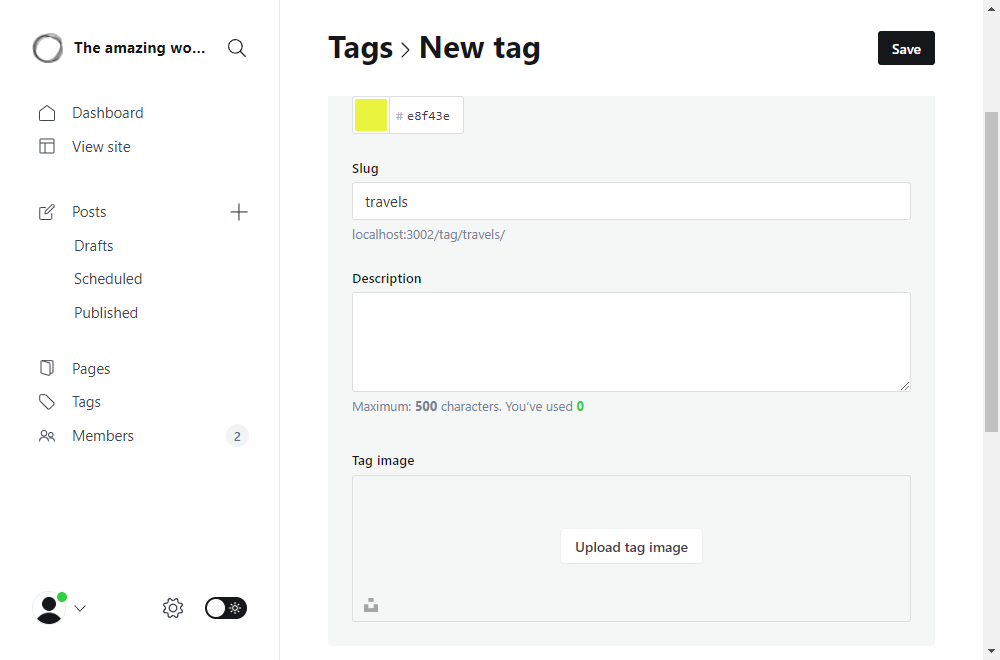 The amazing wo...
Dashboard
View site
Posts
Drafts
Scheduled
Published
Pages
Tags
Members 2
Tags > New tag
Save
# e8f43e
Slug
travels
localhost:3002/tag/travels/
Description
Maximum: 500 characters. You’ve used 0
Tag image
Upload tag image